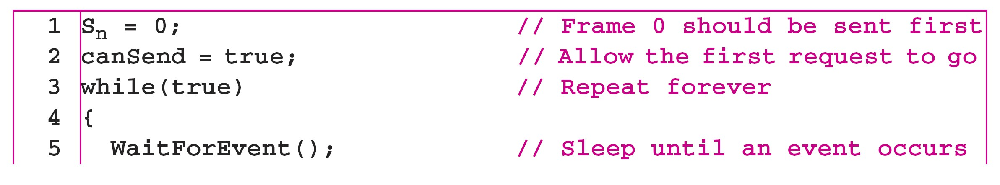 1 Sn = 0; // Frame 0 should be sent first
2 canSend = true; // Allow the first request to go
3 while(true) // Repeat forever
4 {
5 WaitForEvent(); // Sleep until an event occurs